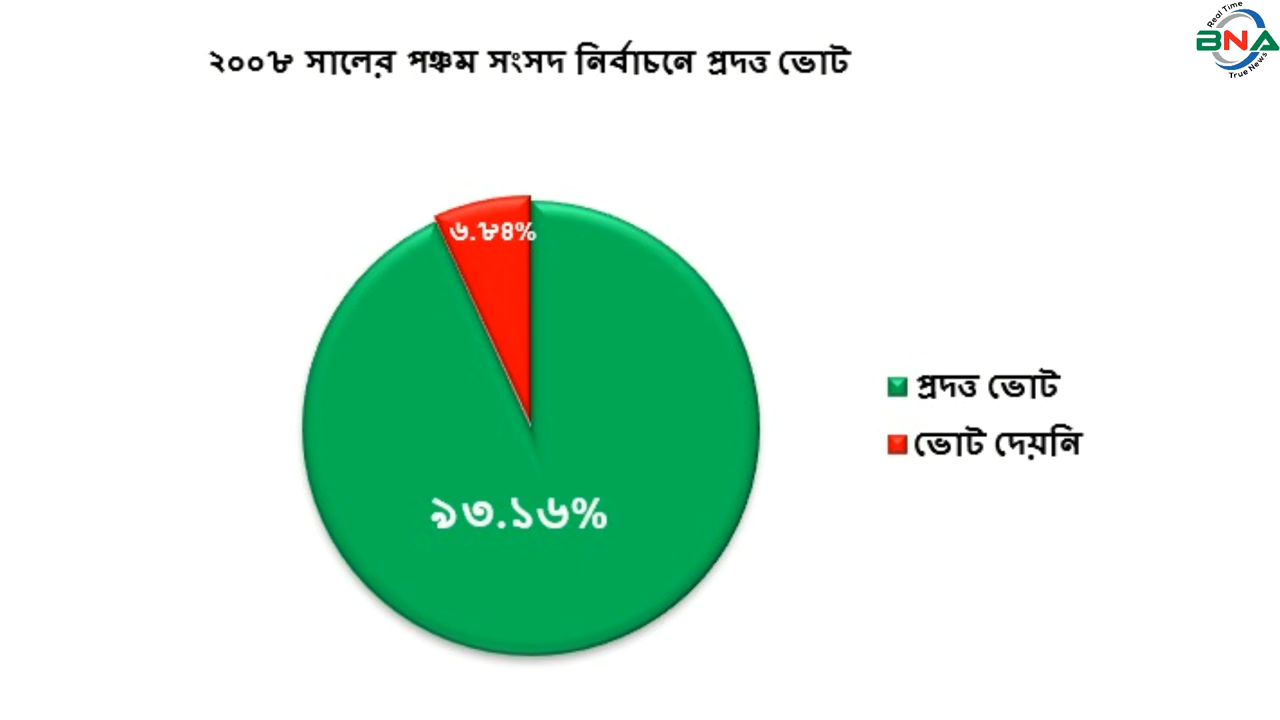 Real Time
BNA
True News
২০০৮ সালের পঞ্চম সংসদ নির্বাচনে প্রদত্ত ভোট
৬.৮৪%
৯৩.১৬%
প্রদত্ত ভোট
ভোট দেয়নি